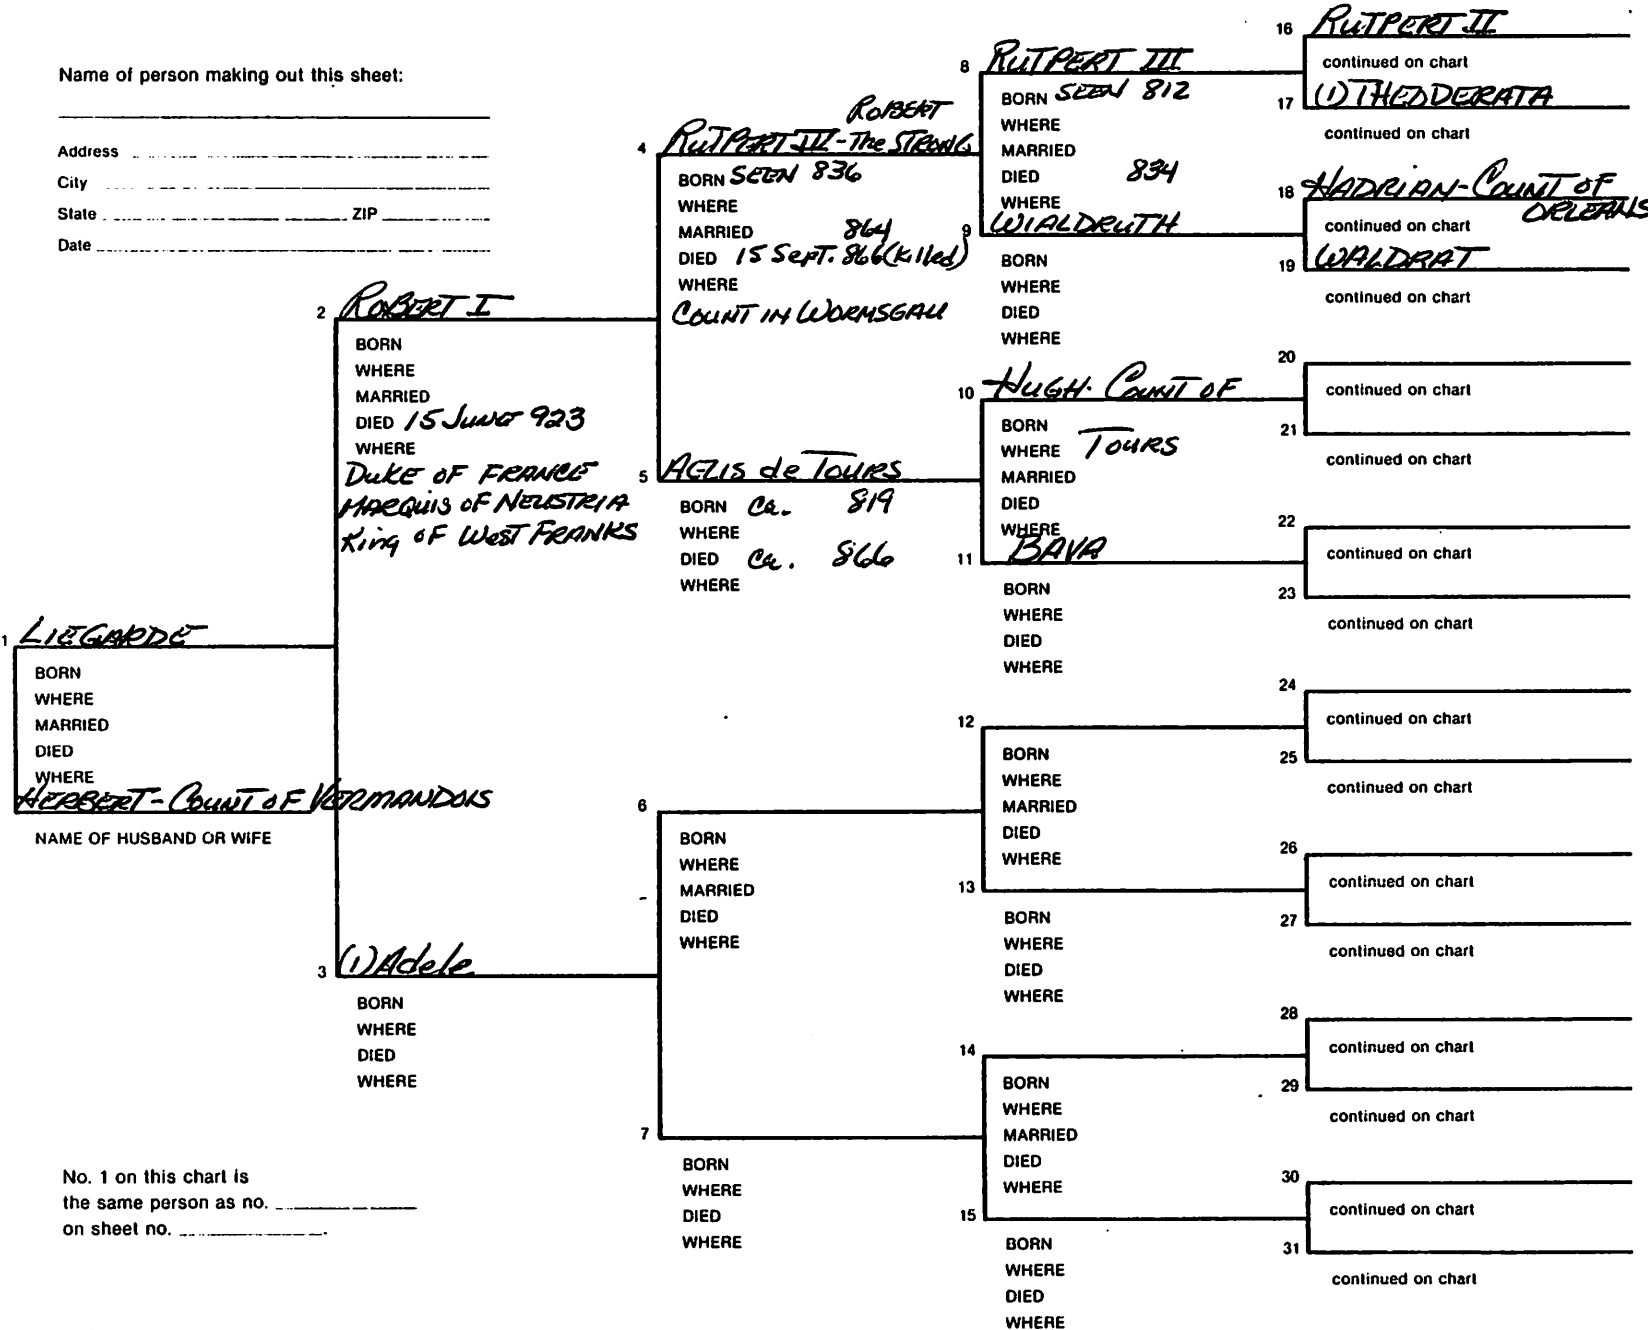 Name of person making out this sheet:
Address
City
State ZIP
Date
1 LIEGARDE
BORN
WHERE
MARRIED
DIED
WHERE
HERBERT - COUNT OF VERMANDOIS
NAME OF HUSBAND OR WIFE
No. 1 on this chart is
the same person as no.
on sheet no.
2 ROBERT I
BORN
WHERE
MARRIED
DIED 15 June 923
WHERE
DUKE OF FRANCE
MARQUIS OF NEUSTRIA
King OF West FRANKS
3 (1) Adele
BORN
WHERE
DIED
WHERE
ROBERT
4 RUTPERT III - The STRONG
BORN SEEN 836
WHERE
MARRIED 864
DIED 15 Sept. 866 (Killed)
WHERE
COUNT IN WORMSGAU
5 AELIS de TOURS
BORN Ca. 819
WHERE
DIED Ca. 866
WHERE
6
BORN
WHERE
MARRIED
DIED
WHERE
7
BORN
WHERE
DIED
WHERE
8 RUTPERT III
BORN SEEN 812
WHERE
MARRIED
DIED 834
WHERE
9 WIALDRUTH
BORN
WHERE
DIED
WHERE
10 HUGH - COUNT OF
BORN
WHERE TOURS
MARRIED
DIED
WHERE
11 BAVA
BORN
WHERE
DIED
WHERE
12
BORN
WHERE
MARRIED
DIED
WHERE
13
BORN
WHERE
DIED
WHERE
14
BORN
WHERE
MARRIED
DIED
WHERE
15
BORN
WHERE
DIED
WHERE
16 RUTPERT II
continued on chart
17 (1) THEODERATA
continued on chart
18 HADRIAN - COUNT OF
ORLEANS
continued on chart
19 WALDRAT
continued on chart
20
continued on chart
21
continued on chart
22
continued on chart
23
continued on chart
24
continued on chart
25
continued on chart
26
continued on chart
27
continued on chart
28
continued on chart
29
continued on chart
30
continued on chart
31
continued on chart